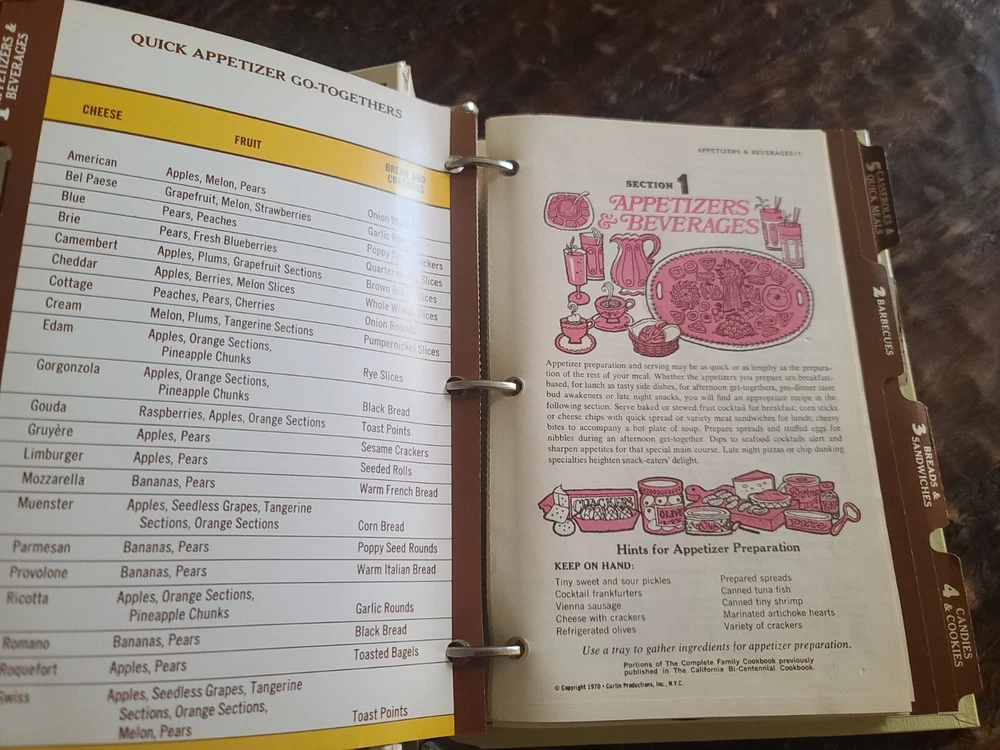 1 APPETIZERS &
BEVERAGES
QUICK APPETIZER GO-TOGETHERS
CHEESE FRUIT BREAD AND
CRACKERS
American Apples, Melon, Pears Onion
Bel Paese Grapefruit, Melon, Strawberries Garlic
Blue Pears, Peaches Poppy Crackers
Brie Pears, Fresh Blueberries Slices
Camembert Apples, Plums, Grapefruit Sections Brown Slices
Cheddar Apples, Berries, Melon Slices Whole Slices
Cottage Peaches, Pears, Cherries Onion Rounds
Cream Melon, Plums, Tangerine Sections Pumpernickel Slices
Edam Apples, Orange Sections,
Pineapple Chunks Rye Slices
Gorgonzola Apples, Orange Sections,
Pineapple Chunks Black Bread
Gouda Raspberries, Apples, Orange Sections Toast Points
Gruyère Apples, Pears Sesame Crackers
Limburger Apples, Pears Seeded Rolls
Mozzarella Bananas, Pears Warm French Bread
Muenster Apples, Seedless Grapes, Tangerine
Sections, Orange Sections Corn Bread
Parmesan Bananas, Pears Poppy Seed Rounds
Provolone Bananas, Pears Warm Italian Bread
Ricotta Apples, Orange Sections,
Pineapple Chunks Garlic Rounds
Romano Bananas, Pears Black Bread
Roquefort Apples, Pears Toasted Bagels
Swiss Apples, Seedless Grapes, Tangerine
Sections, Orange Sections,
Melon, Pears Toast Points
APPETIZERS & BEVERAGES/1
SECTION 1
APPETIZERS
& BEVERAGES
Appetizer preparation and serving may be as quick or as lengthy as the prepara-
tion of the rest of your meal. Whether the appetizers you prepare are breakfast-
based, for lunch as tasty side dishes, for afternoon get-togethers, pre-dinner taste
bud awakeners or late night snacks, you will find an appropriate recipe in the
following section. Serve baked or stewed fruit cocktail for breakfast; corn sticks
or cheese chips with quick spread or variety meat sandwiches for lunch; cheesy
bites to accompany a hot plate of soup. Prepare spreads and stuffed eggs for
nibbles during an afternoon get-together. Dips to seafood cocktails alert and
sharpen appetites for that special main course. Late night pizzas or chip dunking
specialties heighten snack-eaters' delight.
CRACKERS
OLIVE
TUNA
Hints for Appetizer Preparation
KEEP ON HAND:
Tiny sweet and sour pickles
Cocktail frankfurters
Vienna sausage
Cheese with crackers
Refrigerated olives
Prepared spreads
Canned tuna fish
Canned tiny shrimp
Marinated artichoke hearts
Variety of crackers
Use a tray to gather ingredients for appetizer preparation.
Portions of The Complete Family Cookbook previously
published in The California Bi-Centennial Cookbook.
© Copyright 1970 • Curtin Productions, Inc., N.Y.C.
5 CASSEROLES &
QUICK MEALS
2 BARBECUES
3 BREADS &
SANDWICHES
4 CANDIES
& COOKIES